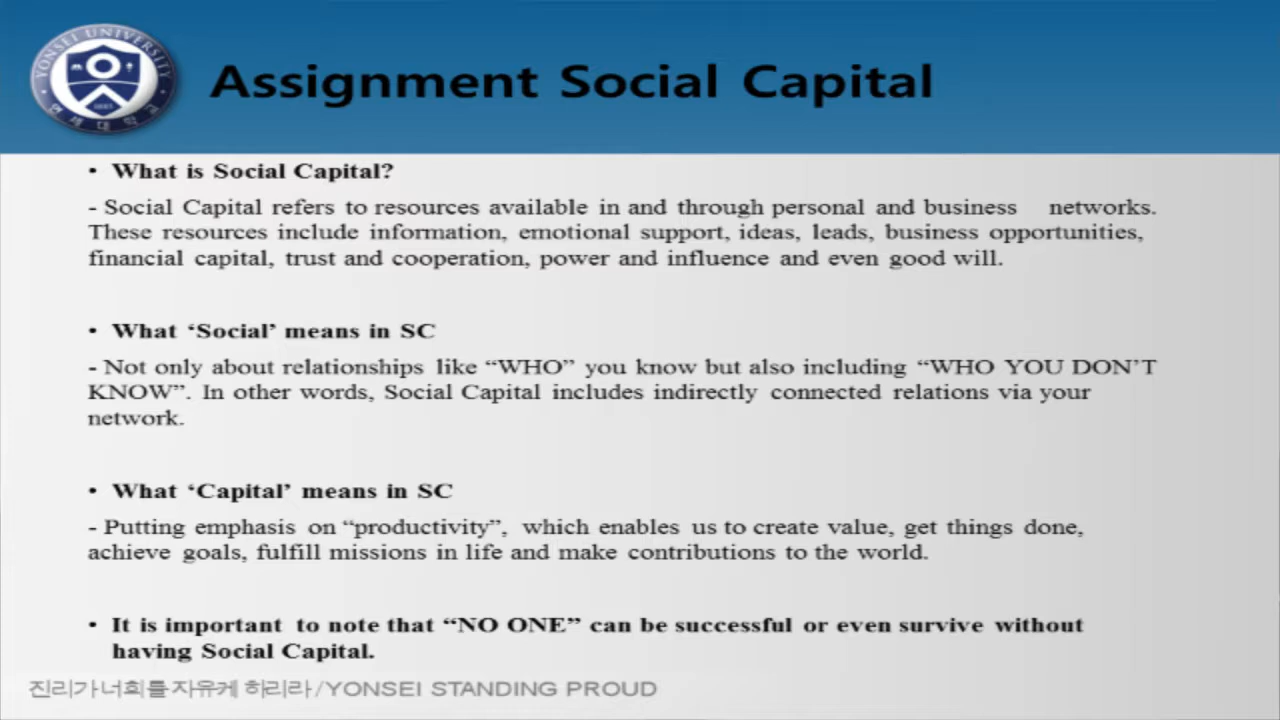 YONSEI UNIVERSITY
연세대학교
Assignment Social Capital
• What is Social Capital?
- Social Capital refers to resources available in and through personal and business networks.
These resources include information, emotional support, ideas, leads, business opportunities,
financial capital, trust and cooperation, power and influence and even good will.
• What ‘Social’ means in SC
- Not only about relationships like “WHO” you know but also including “WHO YOU DON’T
KNOW”. In other words, Social Capital includes indirectly connected relations via your
network.
• What ‘Capital’ means in SC
- Putting emphasis on “productivity”, which enables us to create value, get things done,
achieve goals, fulfill missions in life and make contributions to the world.
• It is important to note that “NO ONE” can be successful or even survive without
having Social Capital.
진리가 너희를 자유케 하리라 /YONSEI STANDING PROUD